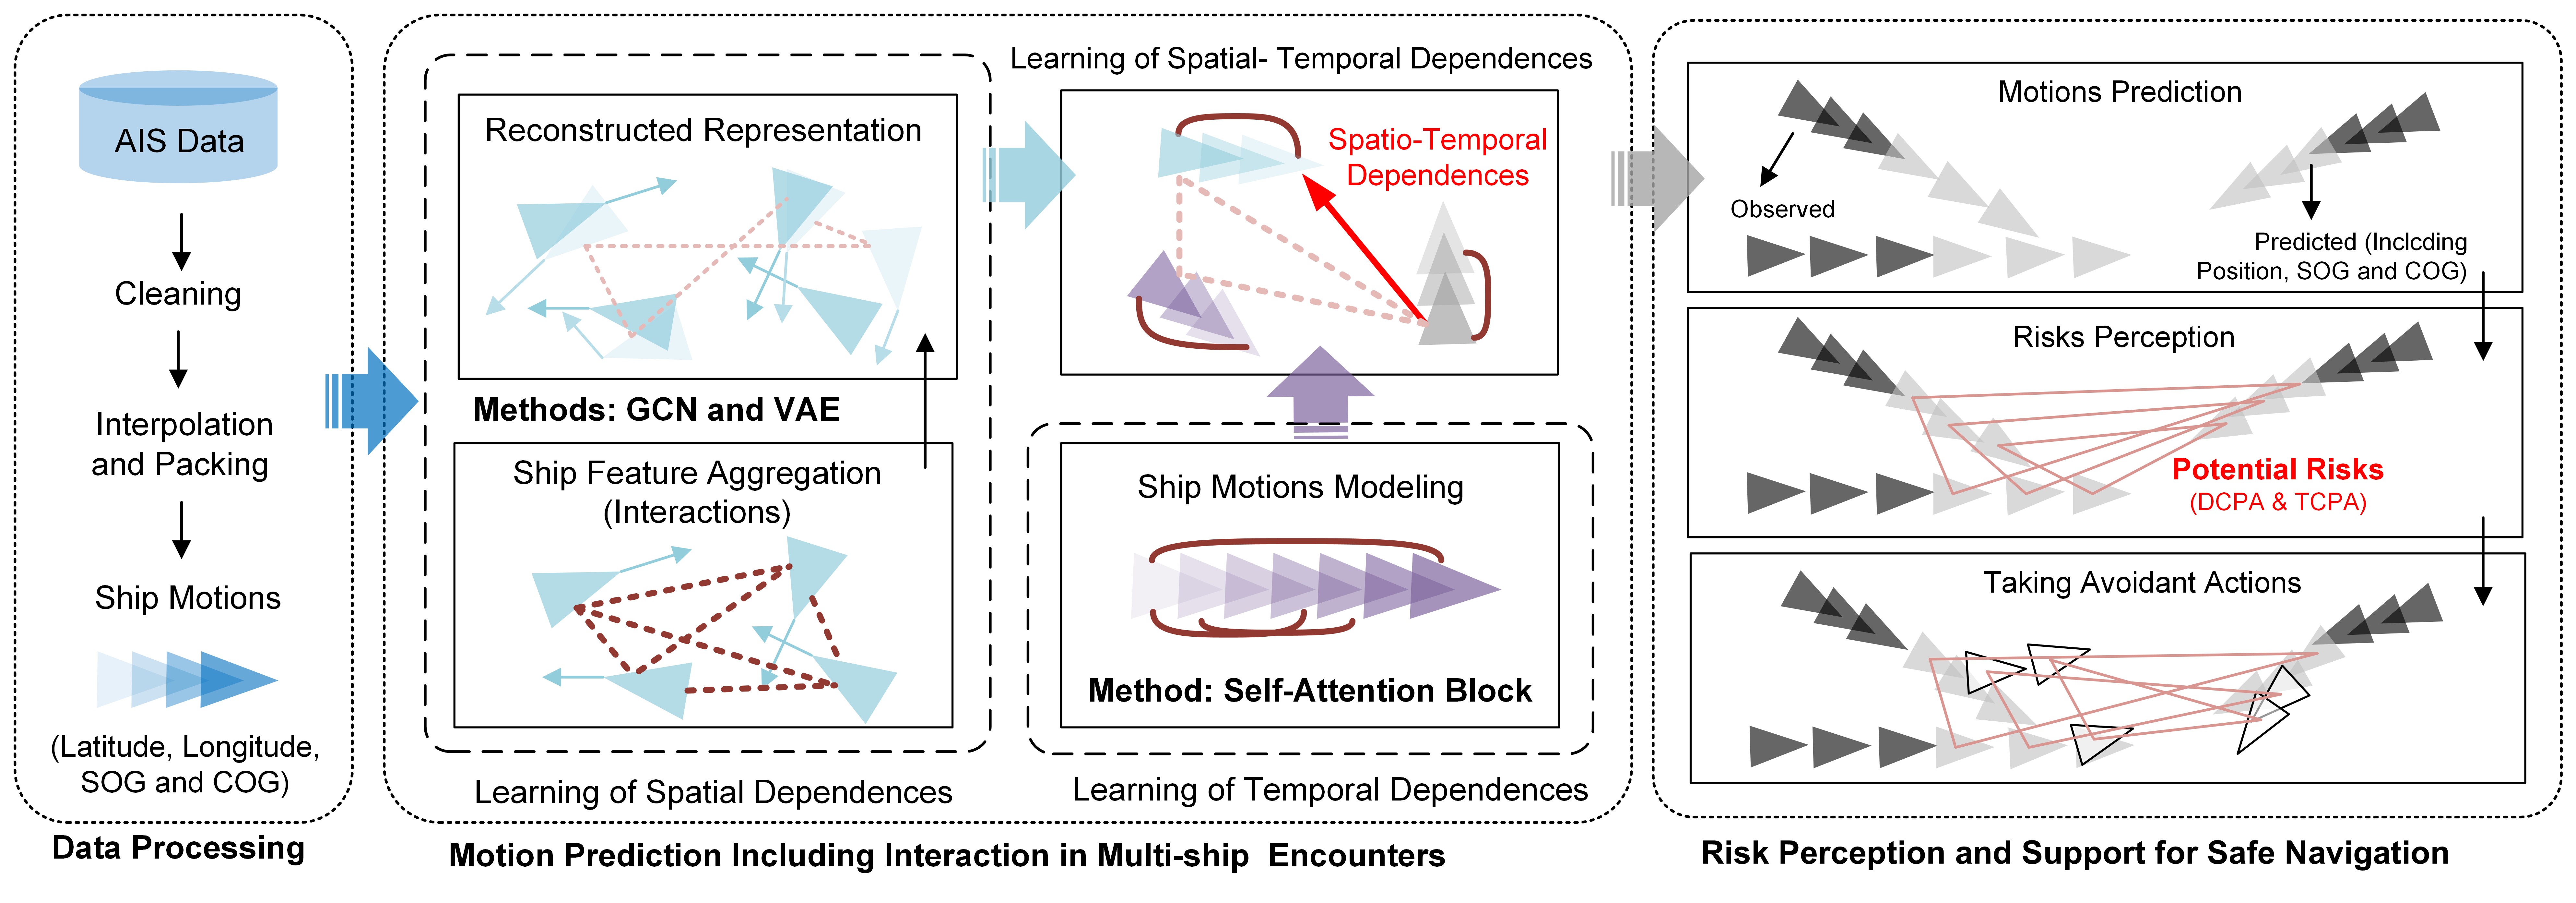 AIS Data
Cleaning
Interpolation
and Packing
Ship Motions
(Latitude, Longitude,
SOG and COG)
Data Processing
Reconstructed Representation
Methods: GCN and VAE
Ship Feature Aggregation
(Interactions)
Learning of Spatial Dependences
Learning of Spatial- Temporal Dependences
Spatio-Temporal
Dependences
Ship Motions Modeling
Method: Self-Attention Block
Learning of Temporal Dependences
Motion Prediction Including Interaction in Multi-ship Encounters
Motions Prediction
Observed
Predicted (Inclcding
Position, SOG and COG)
Risks Perception
Potential Risks
(DCPA & TCPA)
Taking Avoidant Actions
Risk Perception and Support for Safe Navigation